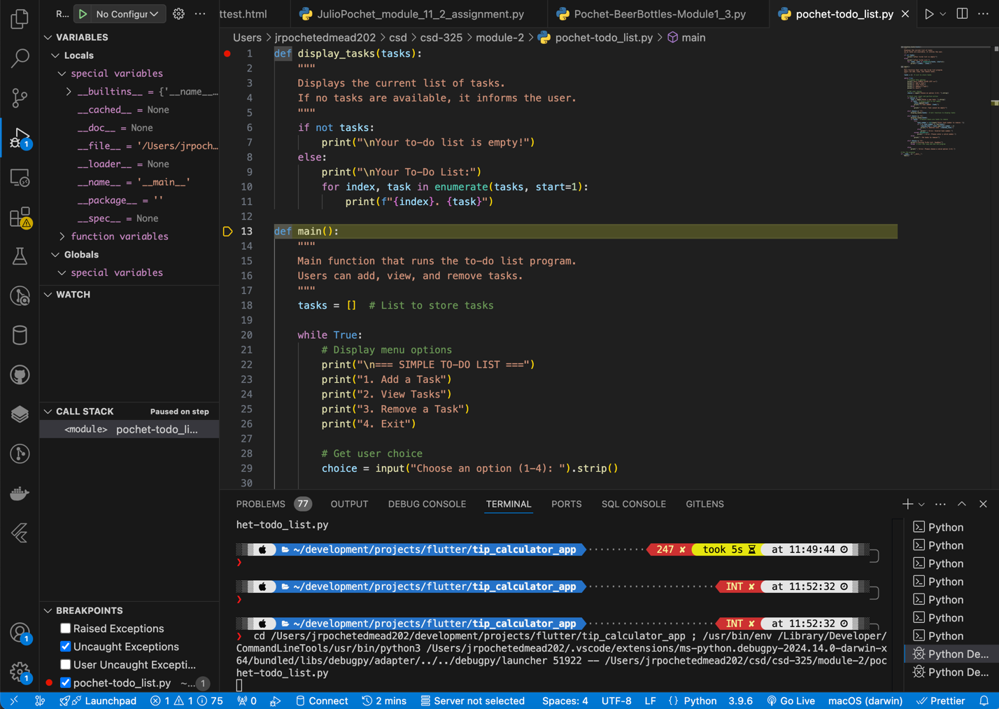 R... No Configur ttest.html JulioPochet_module_11_2_assignment.py Pochet-BeerBottles-Module1_3.py pochet-todo_list.py
Users > jrpochetedmead202 > csd > csd-325 > module-2 > pochet-todo_list.py > main
VARIABLES
Locals
special variables
__builtins__ = {'__name__...
__cached__ = None
__doc__ = None
__file__ = '/Users/jrpoch...
__loader__ = None
__name__ = '__main__'
__package__ = ''
__spec__ = None
function variables
Globals
special variables
WATCH
CALL STACK Paused on step
<module> pochet-todo_li...
BREAKPOINTS
Raised Exceptions
Uncaught Exceptions
User Uncaught Excepti...
pochet-todo_list.py ~... 1
1
1
1
1 def display_tasks(tasks):
2 """
3 Displays the current list of tasks.
4 If no tasks are available, it informs the user.
5 """
6 if not tasks:
7 print("\nYour to-do list is empty!")
8 else:
9 print("\nYour To-Do List:")
10 for index, task in enumerate(tasks, start=1):
11 print(f"{index}. {task}")
12
13 def main():
14 """
15 Main function that runs the to-do list program.
16 Users can add, view, and remove tasks.
17 """
18 tasks = [] # List to store tasks
19
20 while True:
21 # Display menu options
22 print("\n=== SIMPLE TO-DO LIST ===")
23 print("1. Add a Task")
24 print("2. View Tasks")
25 print("3. Remove a Task")
26 print("4. Exit")
27
28 # Get user choice
29 choice = input("Choose an option (1-4): ").strip()
30
PROBLEMS 77 OUTPUT DEBUG CONSOLE TERMINAL PORTS SQL CONSOLE GITLENS
het-todo_list.py
~/development/projects/flutter/tip_calculator_app 247 ✘ took 5s at 11:49:44
❯
~/development/projects/flutter/tip_calculator_app INT ✘ at 11:52:32
❯
~/development/projects/flutter/tip_calculator_app INT ✘ at 11:52:32
❯ cd /Users/jrpochetedmead202/development/projects/flutter/tip_calculator_app ; /usr/bin/env /Library/Developer/
CommandLineTools/usr/bin/python3 /Users/jrpochetedmead202/.vscode/extensions/ms-python.debugpy-2024.14.0-darwin-x
64/bundled/libs/debugpy/adapter/../../debugpy/launcher 51922 -- /Users/jrpochetedmead202/csd/csd-325/module-2/poc
het-todo_list.py
Python
Python
Python
Python
Python
Python
Python
Python De...
Python De...
Launchpad 1 1 75 0 Connect 2 mins Server not selected Spaces: 4 UTF-8 LF {} Python 3.9.6 Go Live macOS (darwin) Prettier